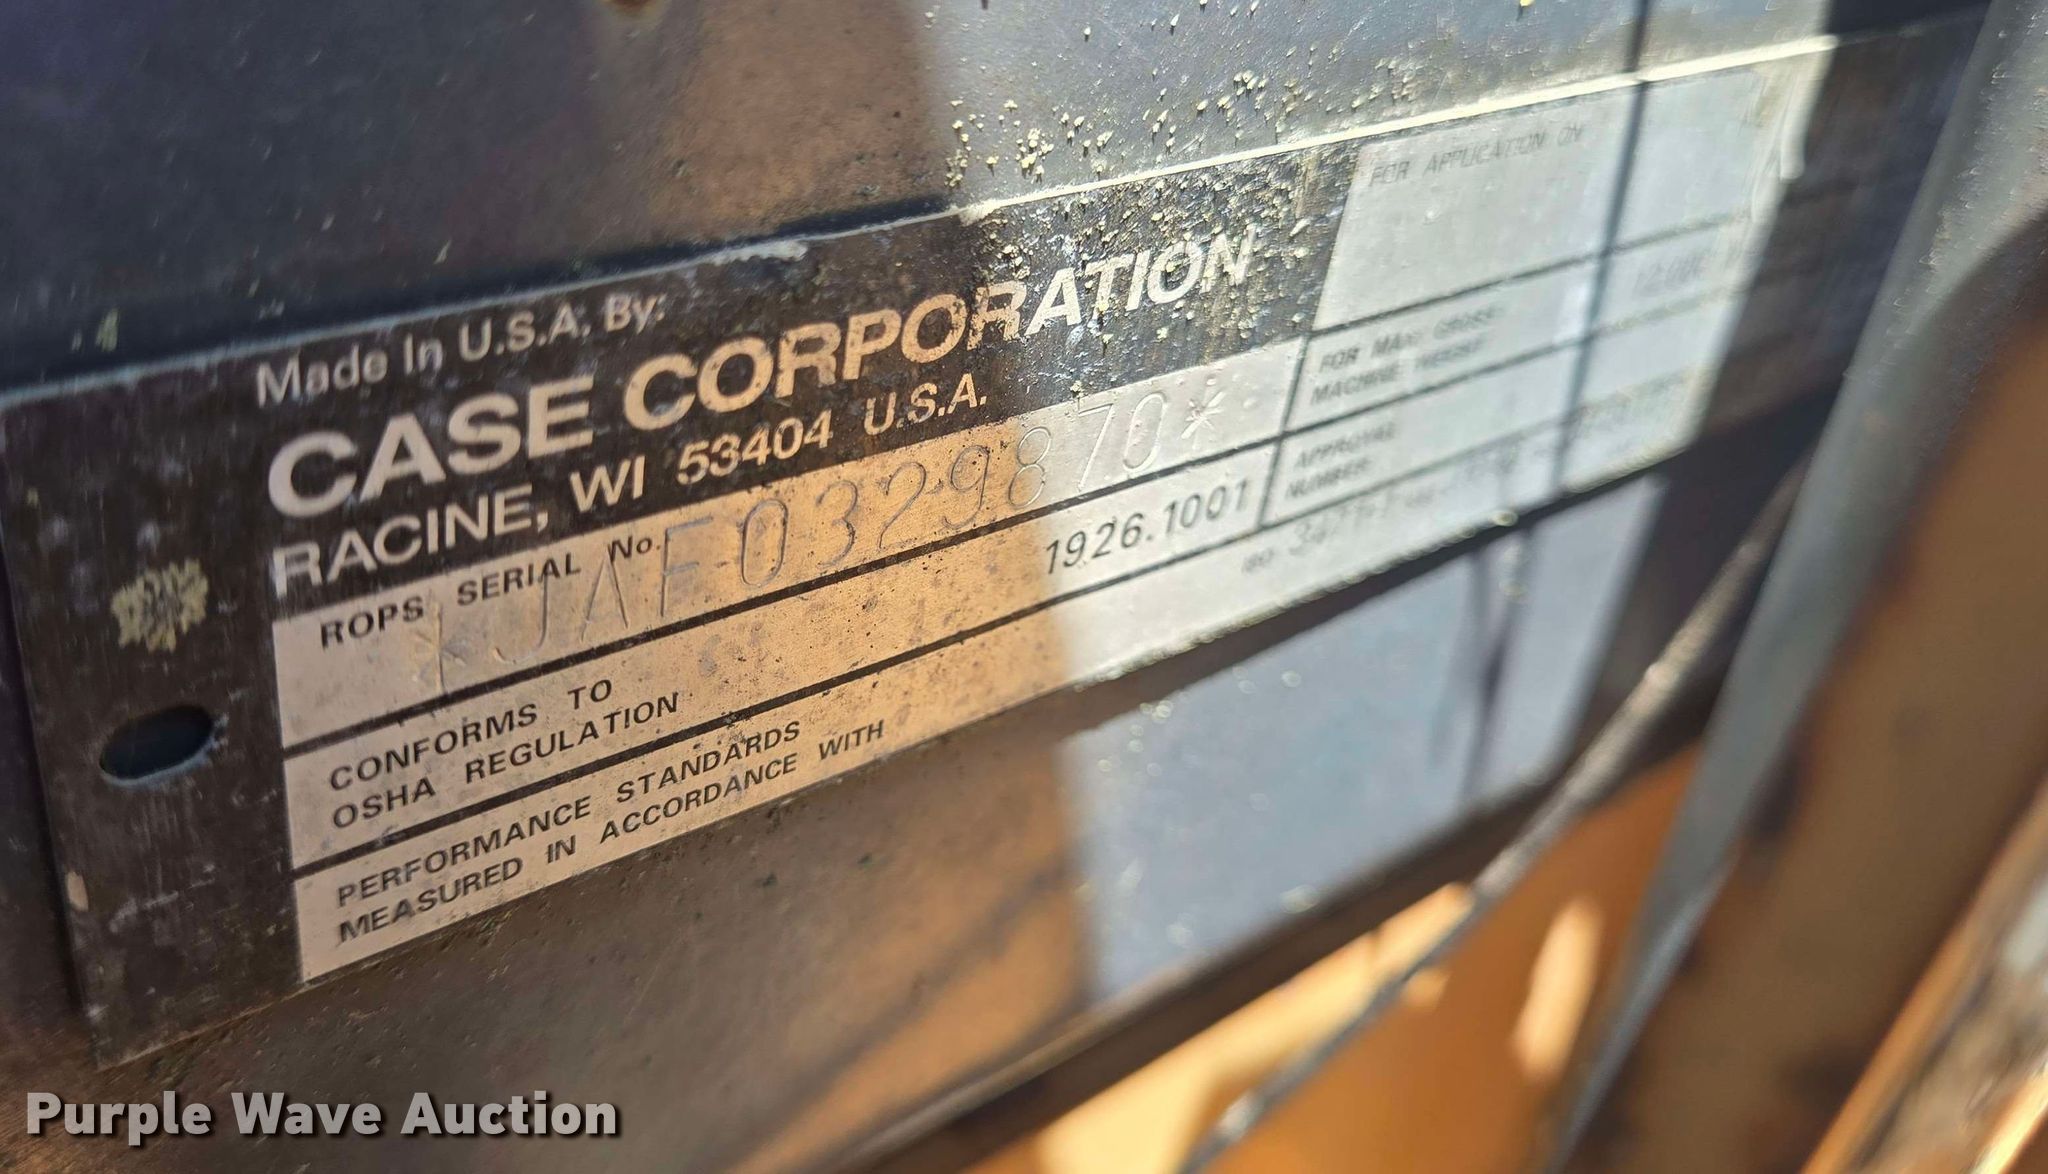 Made In U.S.A. By:
CASE CORPORATION
RACINE, WI 53404 U.S.A.
ROPS SERIAL No.
*JAF0329870*
CONFORMS TO
OSHA REGULATION
1926.1001
PERFORMANCE STANDARDS
MEASURED IN ACCORDANCE WITH
FOR APPLICATION ON
FOR MAX. GROSS
MACHINE
APPROVAL
NUMBER
Purple Wave Auction